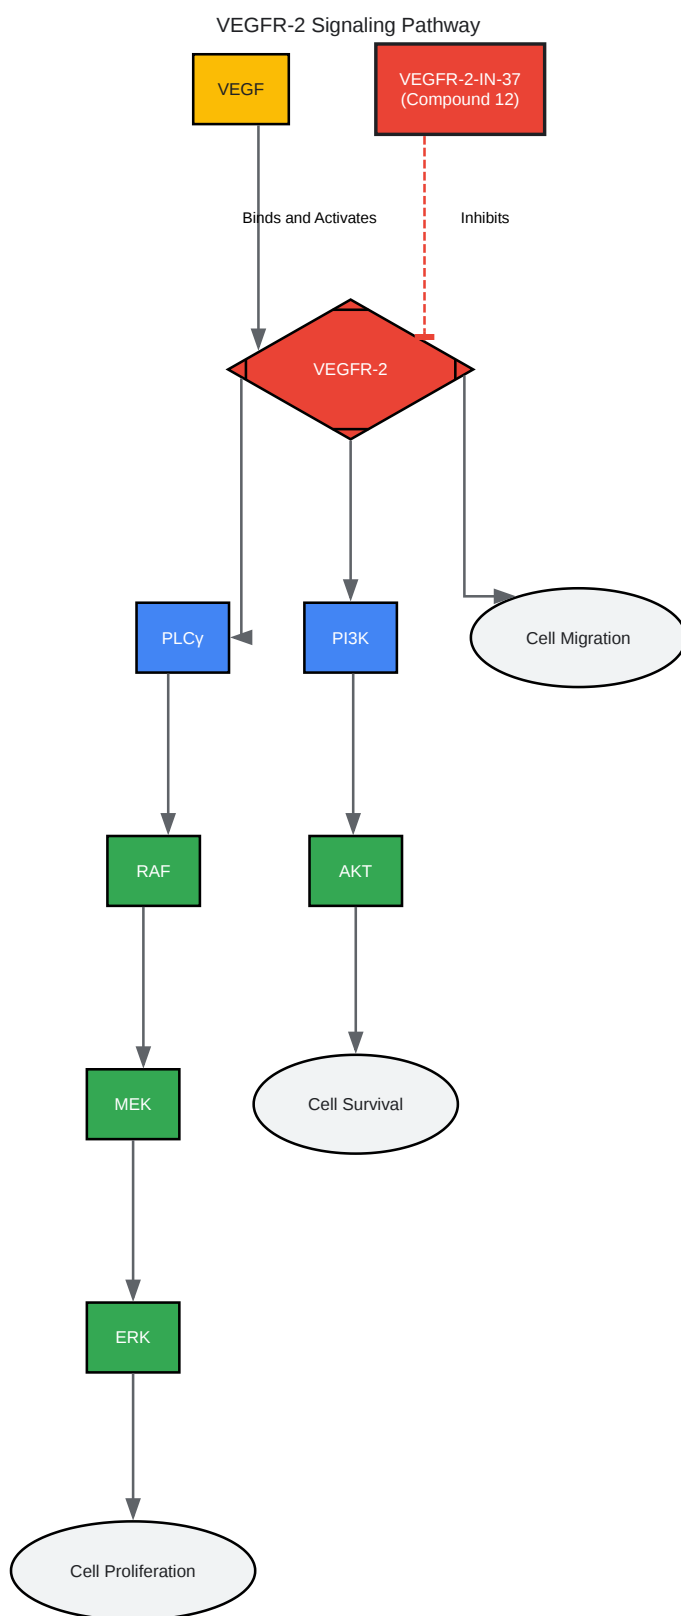 VEGFR-2 Signaling Pathway
VEGF
VEGFR-2-IN-37
(Compound 12)
Binds and Activates
Inhibits
VEGFR-2
PLCγ
PI3K
Cell Migration
RAF
AKT
MEK
Cell Survival
ERK
Cell Proliferation